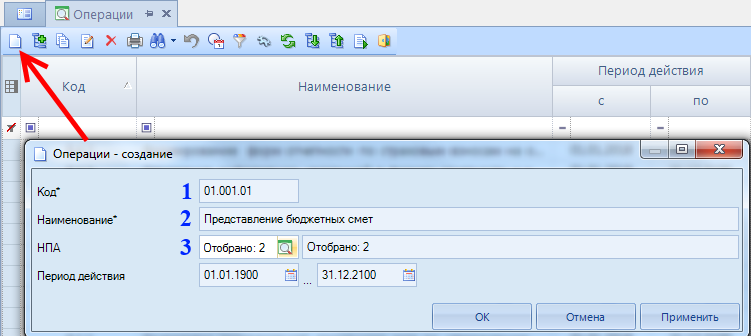 Операции
Код
Наименование
Период действия
с
по
Операции - создание
Код*
1
01.001.01
Наименование*
2
Представление бюджетных смет
НПА
3
Отобрано: 2
Отобрано: 2
Период действия
01.01.1900
...
31.12.2100
ОК
Отмена
Применить